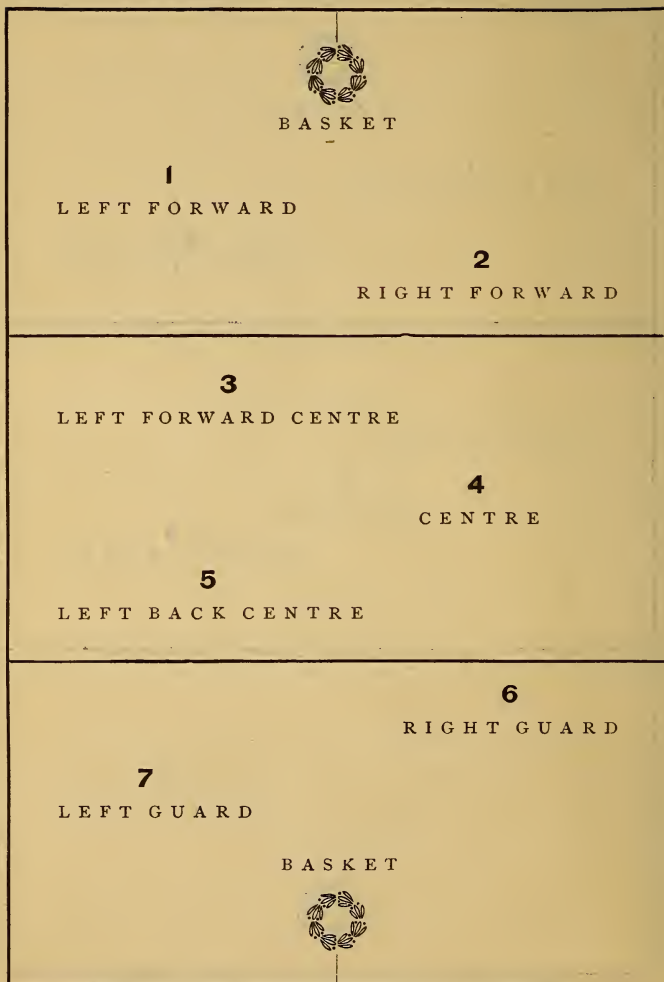 BASKET
1
LEFT FORWARD
2
RIGHT FORWARD
3
LEFT FORWARD CENTRE
4
CENTRE
5
LEFT BACK CENTRE
6
RIGHT GUARD
7
LEFT GUARD
BASKET